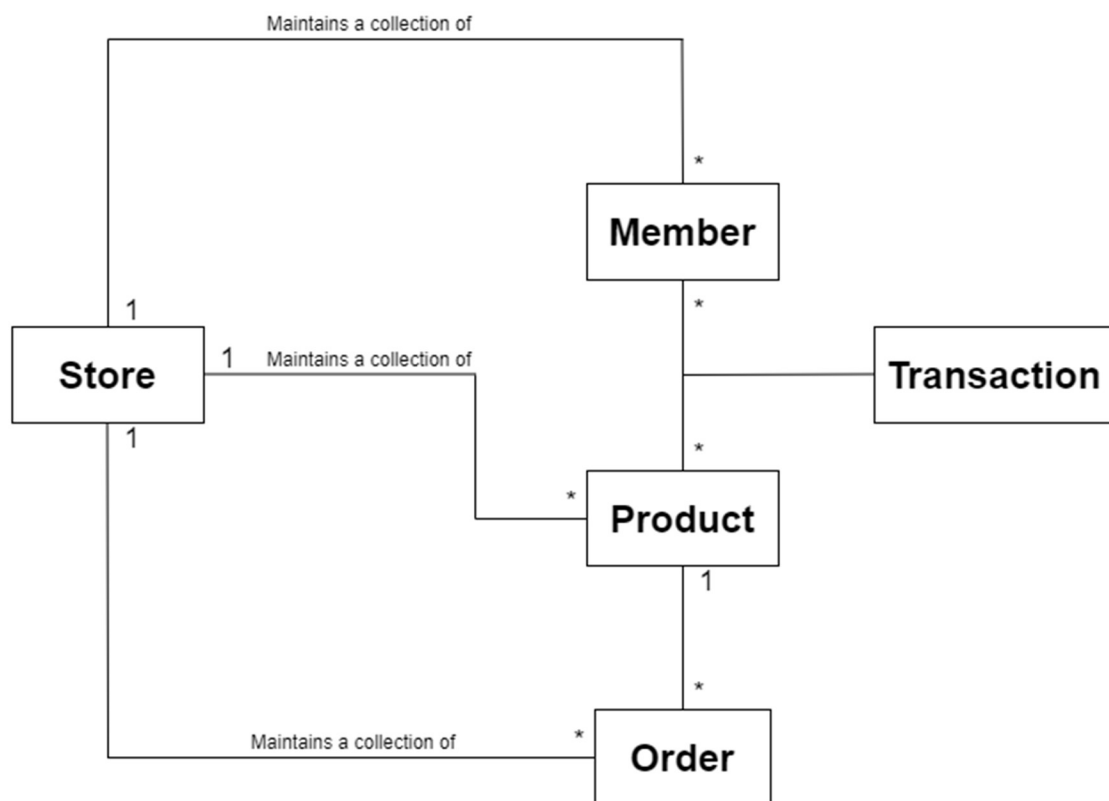 Maintains a collection of
*
Member
1
*
Store
1
Maintains a collection of
Transaction
1
*
*
Product
1
*
Maintains a collection of
*
Order